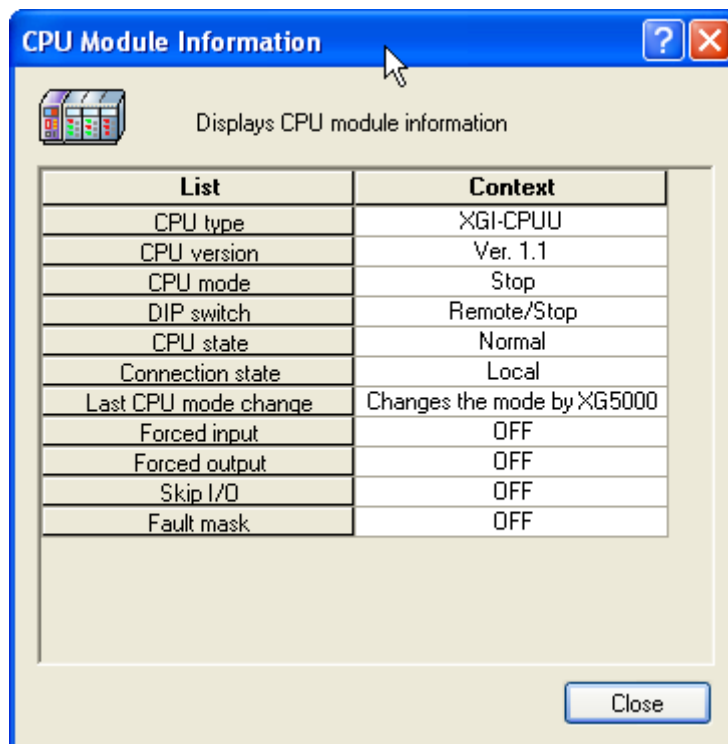 CPU Module Information
Displays CPU module information
List Context
CPU type XGI-CPUU
CPU version Ver. 1.1
CPU mode Stop
DIP switch Remote/Stop
CPU state Normal
Connection state Local
Last CPU mode change Changes the mode by XG5000
Forced input OFF
Forced output OFF
Skip I/O OFF
Fault mask OFF
Close